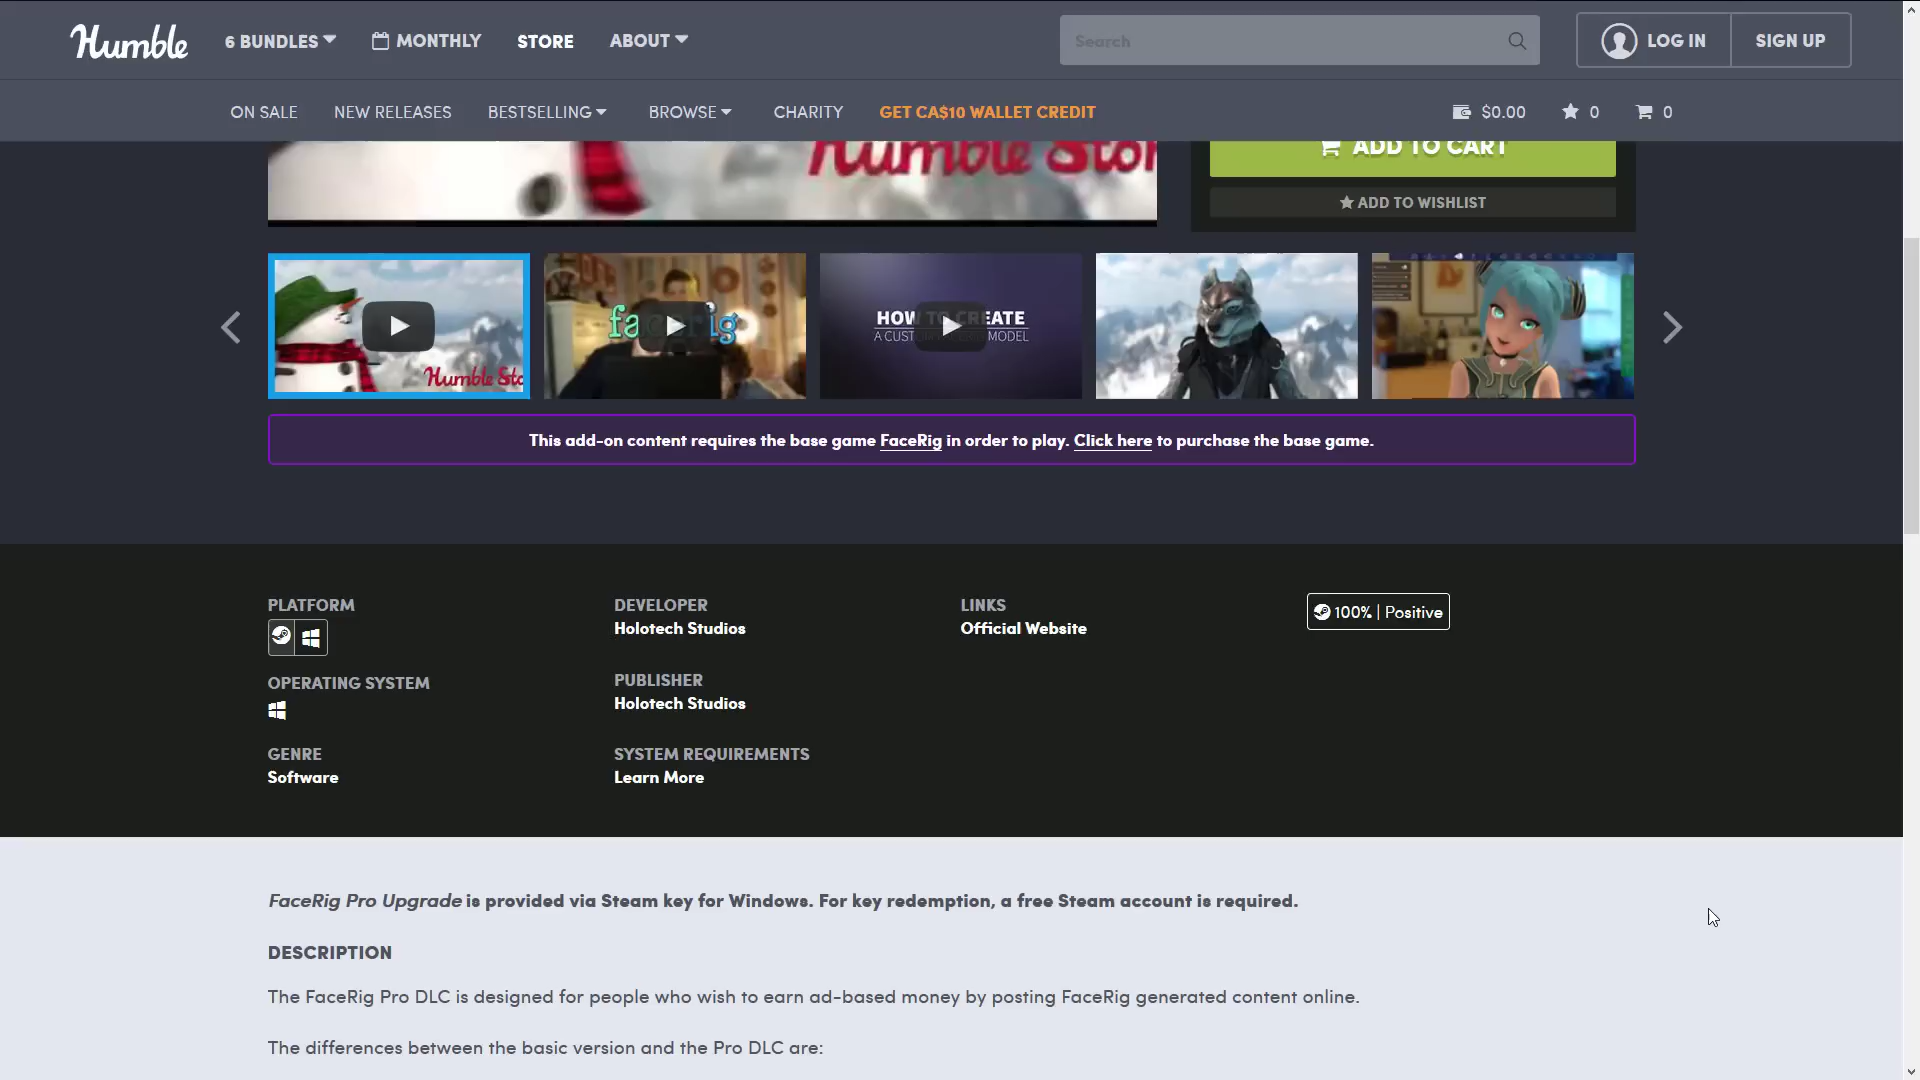 Humble
6 BUNDLES
MONTHLY
STORE
ABOUT
Search
LOG IN
SIGN UP
ON SALE
NEW RELEASES
BESTSELLING
BROWSE
CHARITY
GET CA$10 WALLET CREDIT
$0.00
0
0
Humble Stor
ADD TO CART
ADD TO WISHLIST
Humble Sto
facerig
HOW TO CREATE
MODEL
This add-on content requires the base game FaceRig in order to play. Click here to purchase the base game.
PLATFORM
DEVELOPER
Holotech Studios
LINKS
Official Website
100% | Positive
OPERATING SYSTEM
PUBLISHER
Holotech Studios
GENRE
Software
SYSTEM REQUIREMENTS
Learn More
FaceRig Pro Upgrade is provided via Steam key for Windows. For key redemption, a free Steam account is required.
DESCRIPTION
The FaceRig Pro DLC is designed for people who wish to earn ad-based money by posting FaceRig generated content online.
The differences between the basic version and the Pro DLC are: